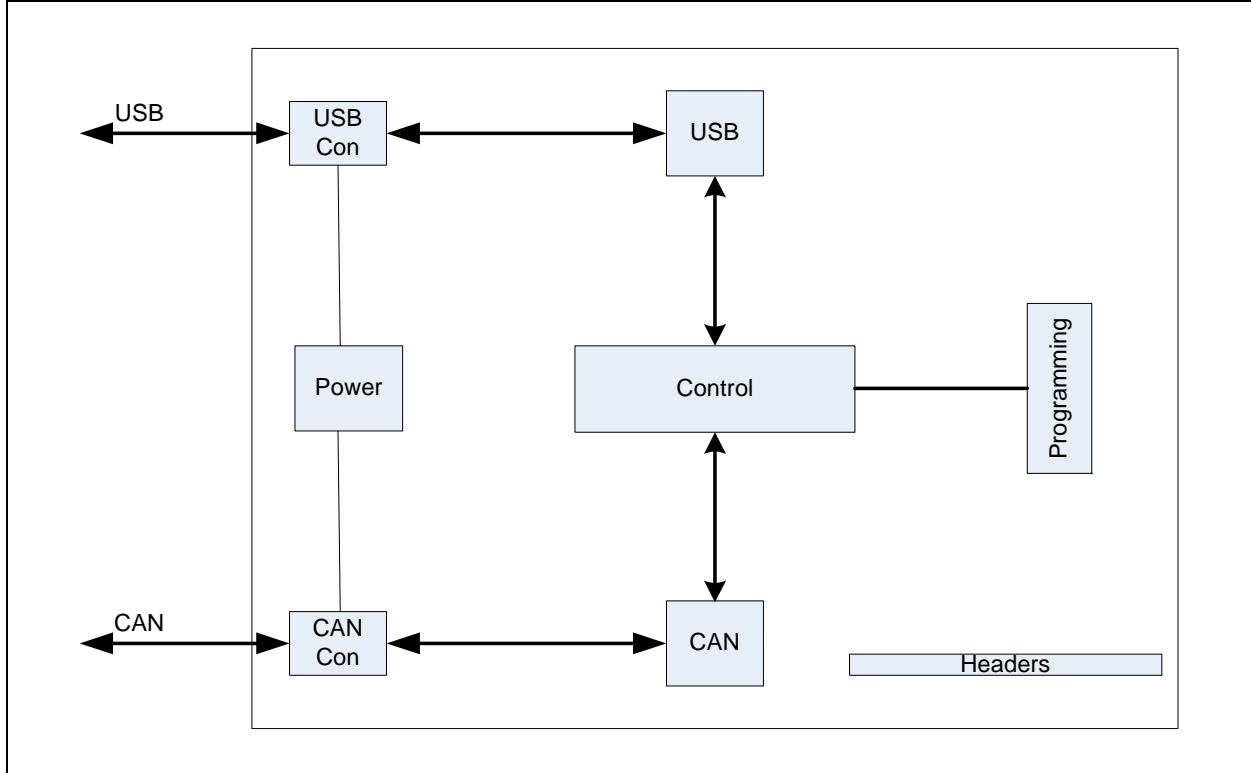 USB
USB
Con
USB
Power
Control
Programming
CAN
CAN
Con
CAN
Headers